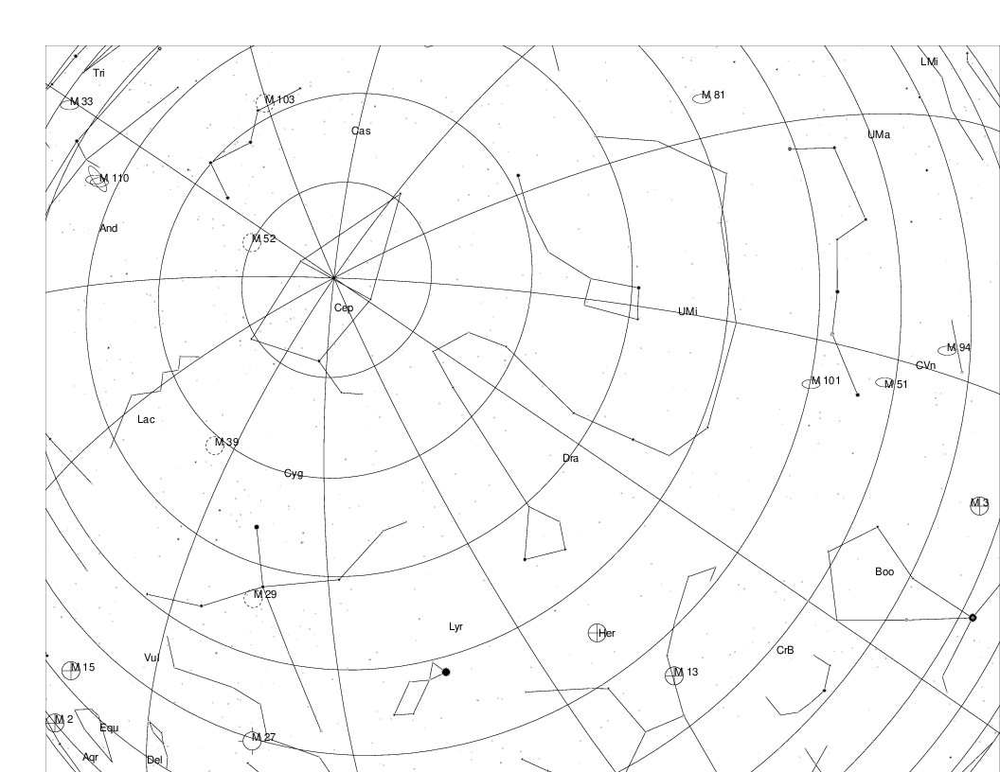 LMi
Tri
M 81
M 103
M 33
Cas
UMa
M 110
And
M 52
Cep
UMi
M 94
CVn
M 101
M 51
Lac
M 39
Dra
Cyg
M 3
Boo
M 29
Lyr
Her
CrB
Vul
M 15
M 13
M 2
Equ
M 27
Aqr
Del